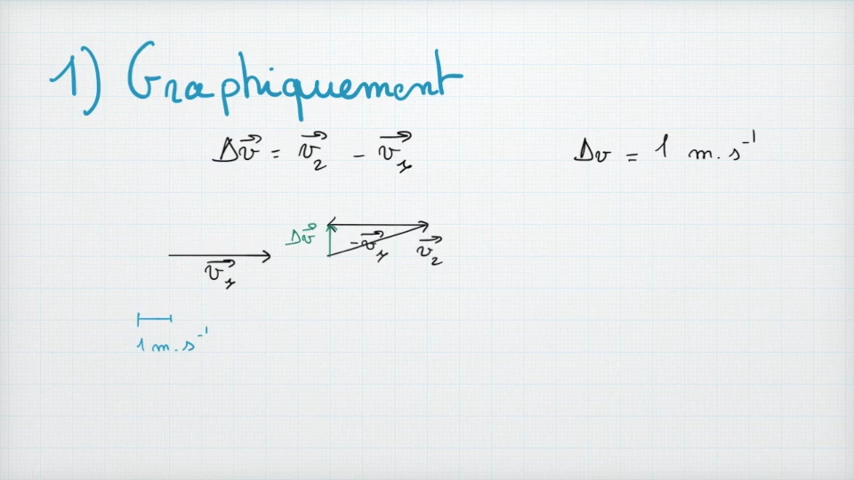 1) Graphiquement
Δv⃗ = v⃗₂ - v⃗₁
Δv = 1 m.s⁻¹
Δv⃗
-v⃗₁
v⃗₂
v⃗₁
1 m.s⁻¹